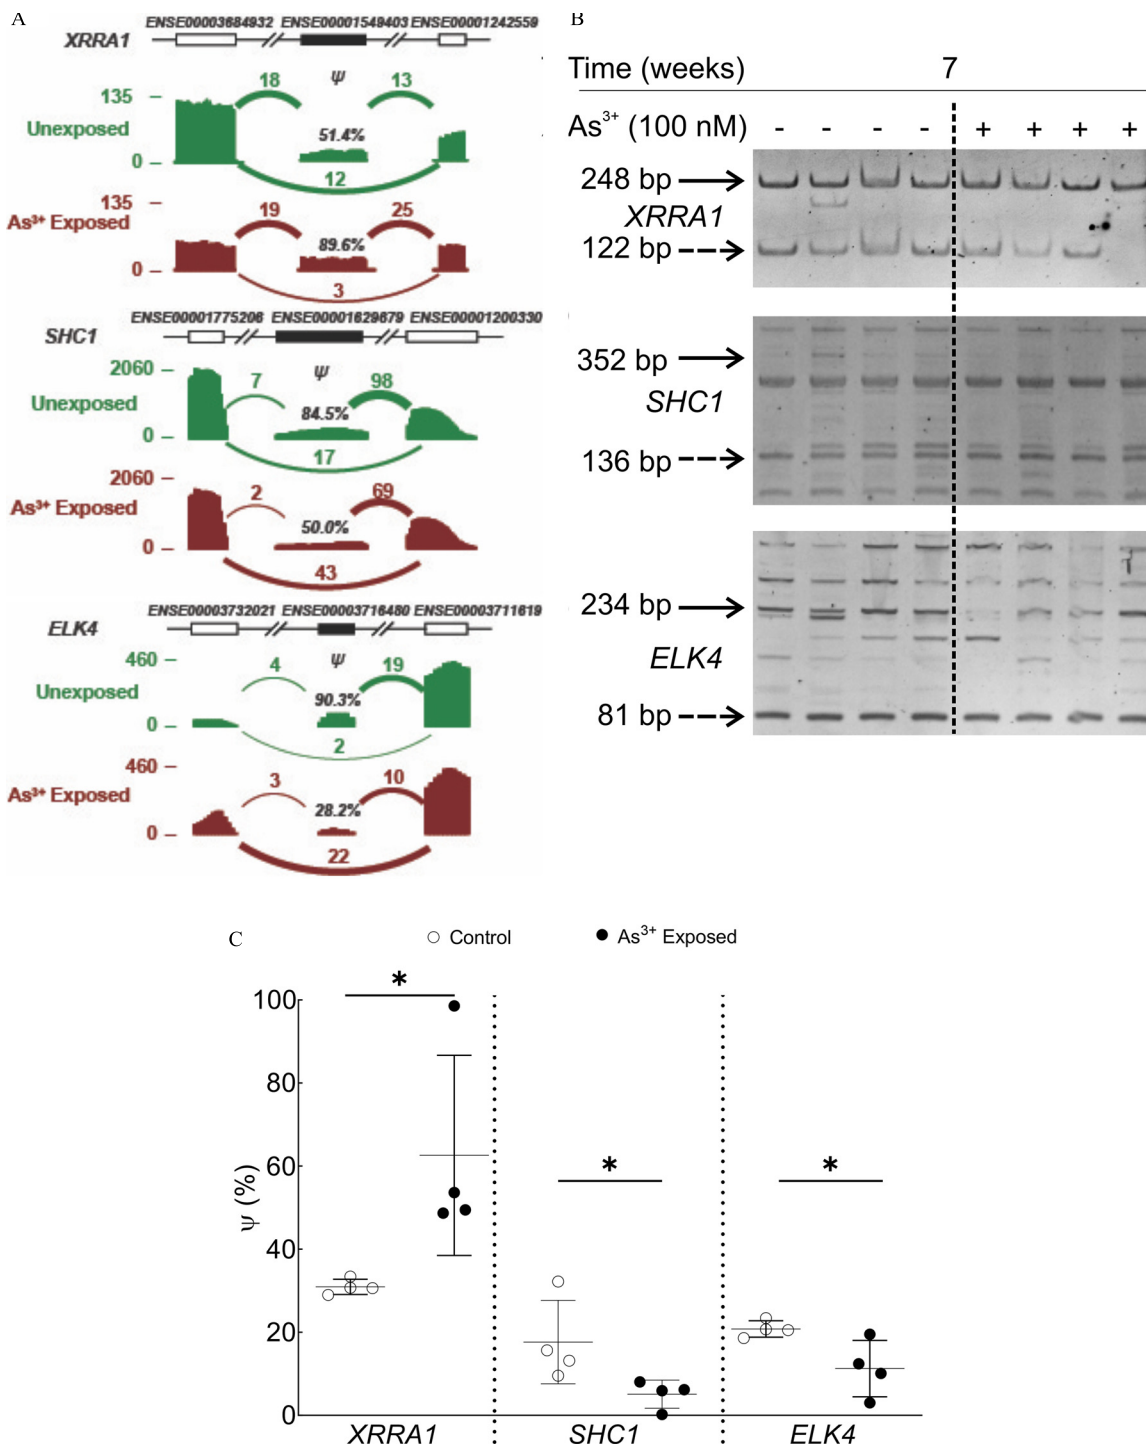 A
ENSE00003684932 ENSE00001549403 ENSE00001242559
XRRA1
18 ψ 13
135
Unexposed
51.4%
0
12
135
As³⁺ Exposed
19 25
89.6%
0
3
ENSE00001775206 ENSE00001629679 ENSE00001200330
SHC1
2060
7 ψ 98
Unexposed
84.5%
0
17
2060
2 69
As³⁺ Exposed
50.0%
0
43
ENSE00003732021 ENSE00003716480 ENSE00003711619
ELK4
460
4 ψ 19
Unexposed
90.3%
0
2
460
3 10
As³⁺ Exposed
28.2%
0
22
B
Time (weeks) 7
As³⁺ (100 nM) - - - - + + + +
248 bp
XRRA1
122 bp
352 bp
SHC1
136 bp
234 bp
ELK4
81 bp
C
Control As³⁺ Exposed
* * *
ψ (%)
100
80
60
40
20
0
XRRA1 SHC1 ELK4